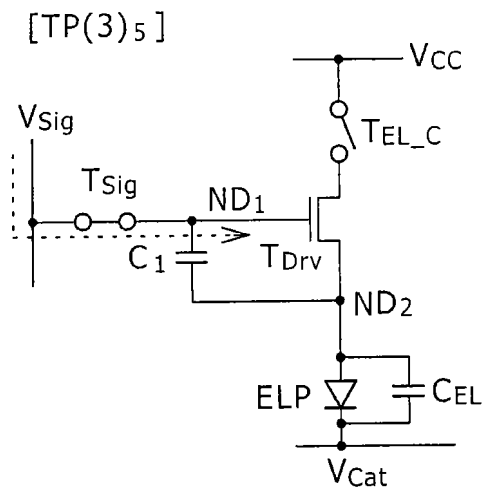 [TP(3)5]
VCC
VSig
TEL_C
TSig
ND1
C1
TDrv
ND2
ELP
CEL
VCat